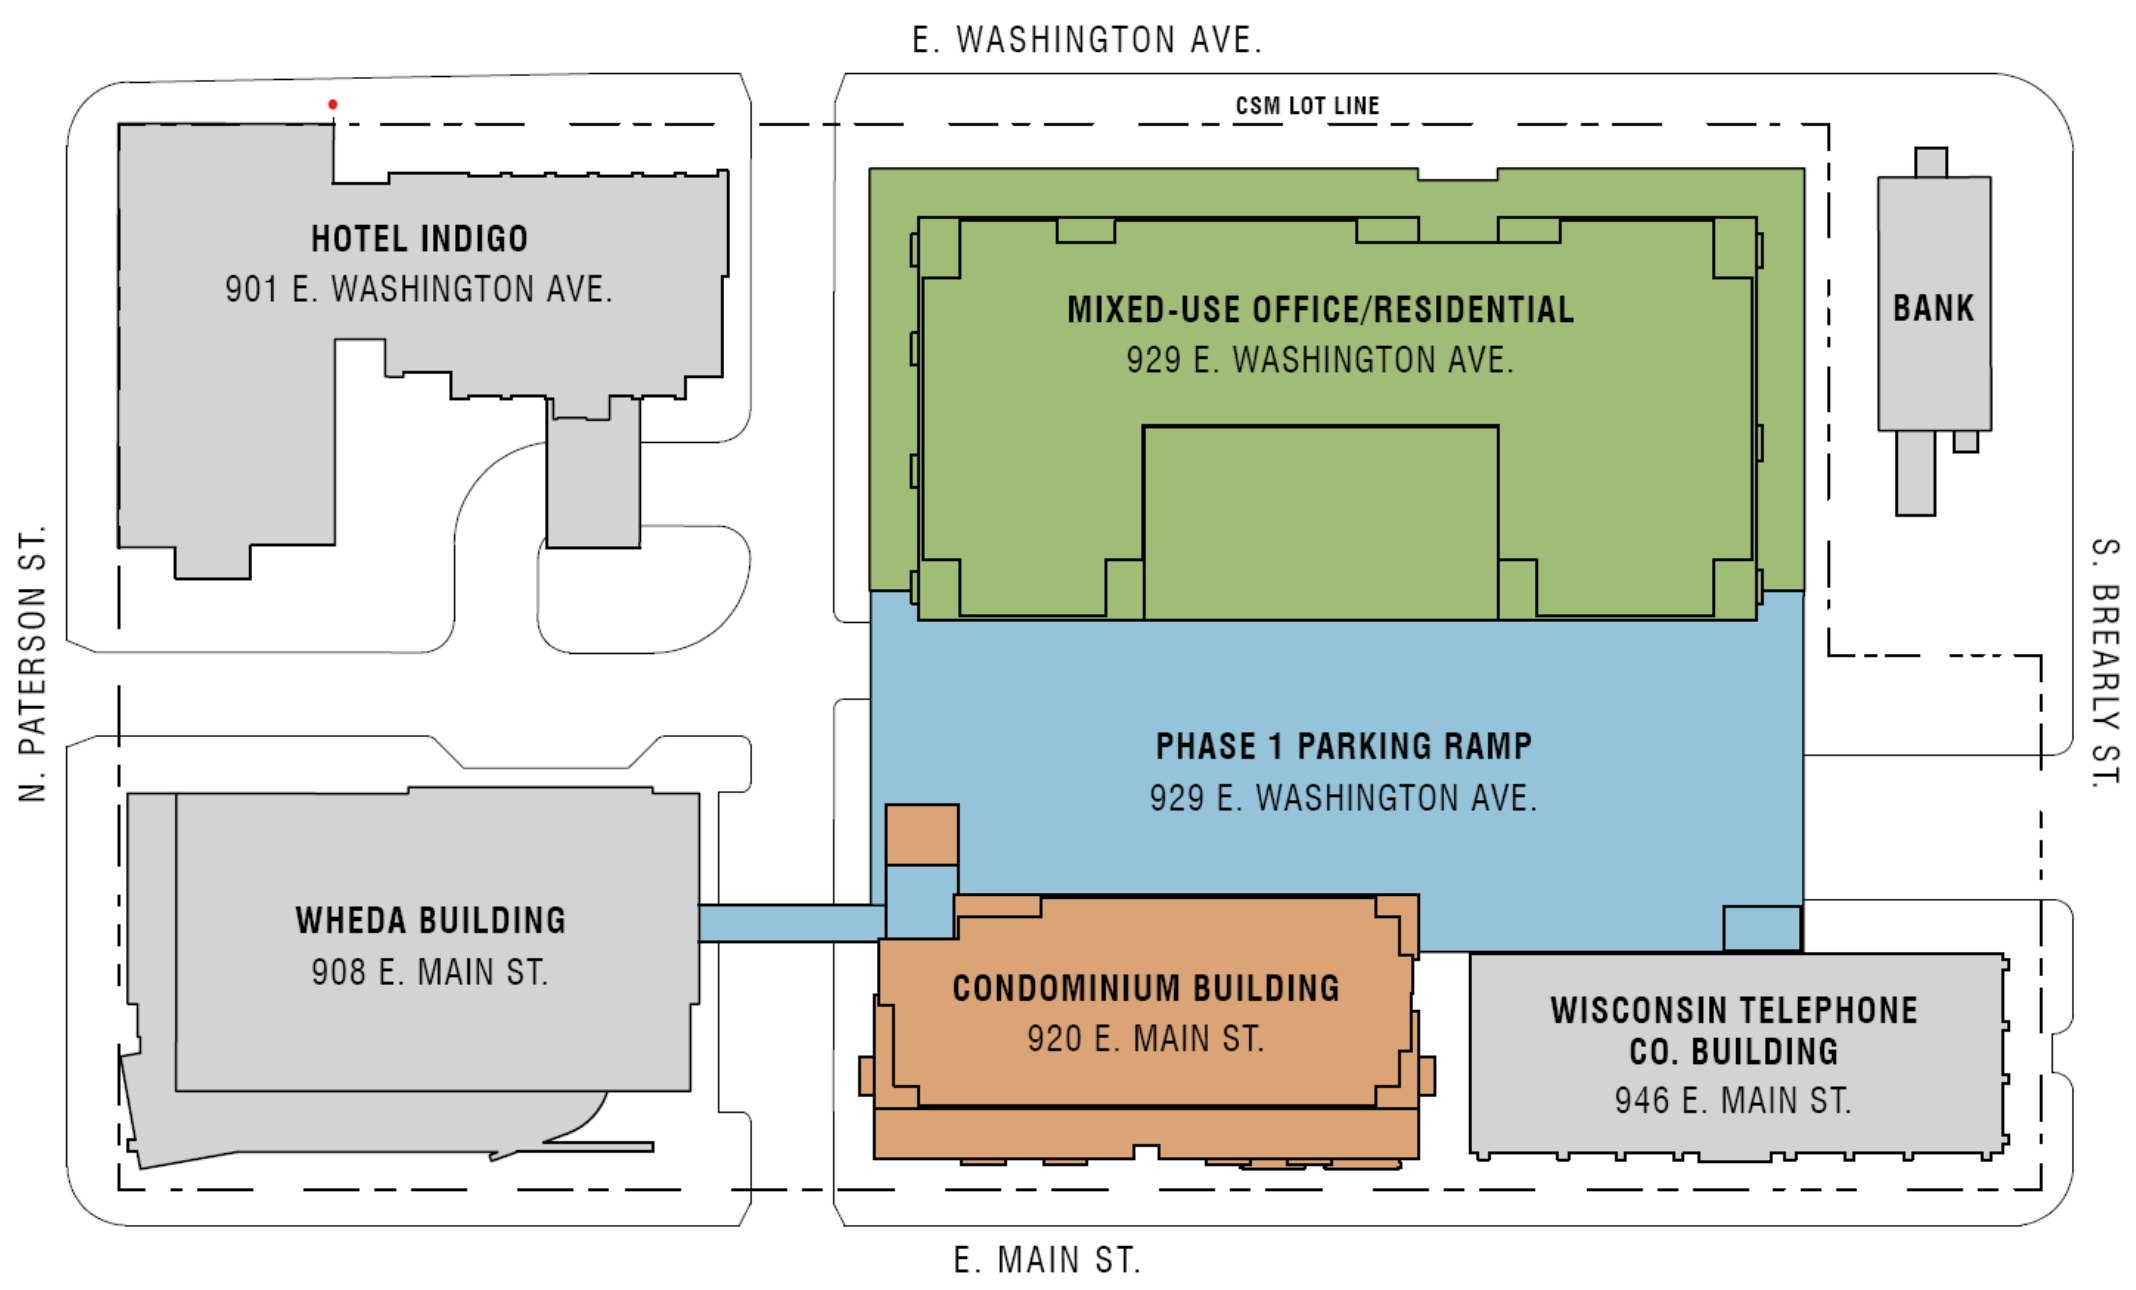 E. WASHINGTON AVE.
CSM LOT LINE
HOTEL INDIGO
901 E. WASHINGTON AVE.
MIXED-USE OFFICE/RESIDENTIAL
929 E. WASHINGTON AVE.
BANK
N. PATERSON ST.
S. BREARLY ST.
PHASE 1 PARKING RAMP
929 E. WASHINGTON AVE.
WHEDA BUILDING
908 E. MAIN ST.
CONDOMINIUM BUILDING
920 E. MAIN ST.
WISCONSIN TELEPHONE
CO. BUILDING
946 E. MAIN ST.
E. MAIN ST.